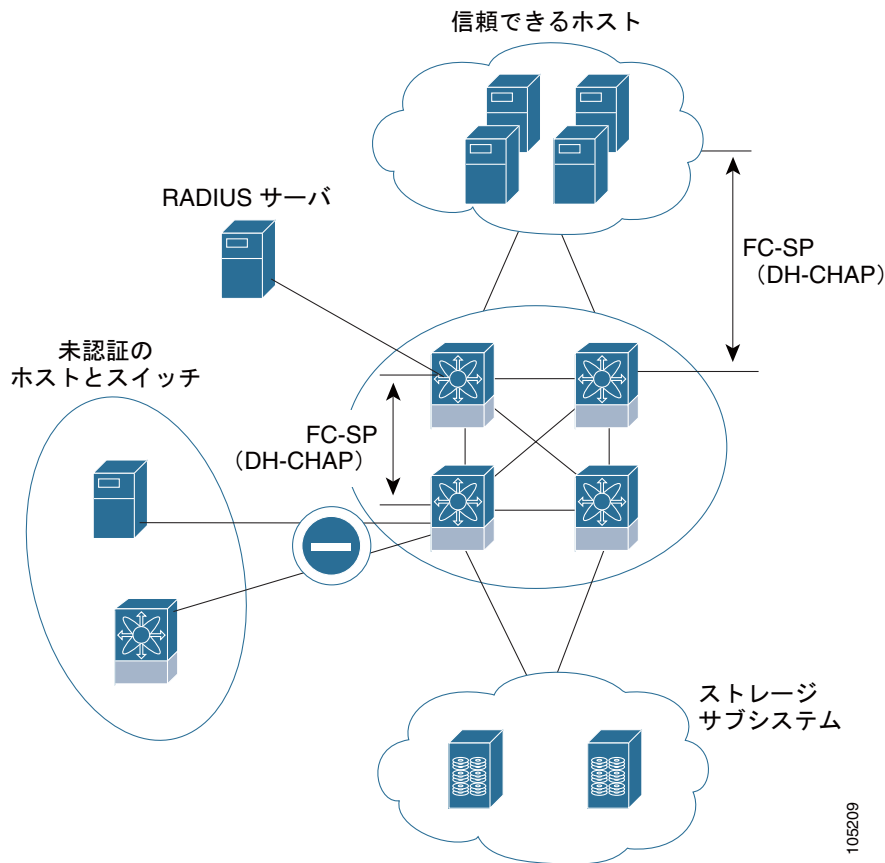 信頼できるホスト
RADIUS サーバ
FC-SP
（DH-CHAP）
未認証の
ホストとスイッチ
FC-SP
（DH-CHAP）
ストレージ
サブシステム
105209